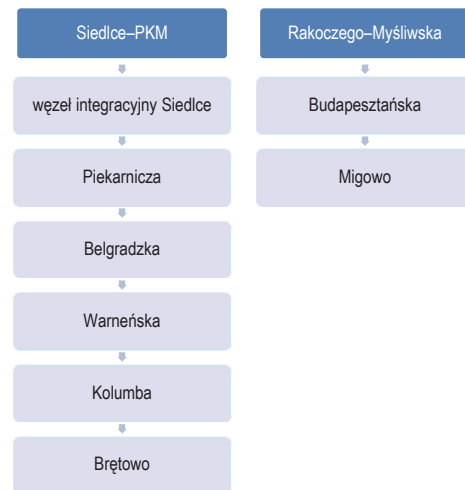 Siedlce–PKM
węzeł integracyjny Siedlce
Piekarnicza
Belgradzka
Warneńska
Kolumba
Brętowo
Rakoczego–Myśliwska
Budapesztańska
Migowo